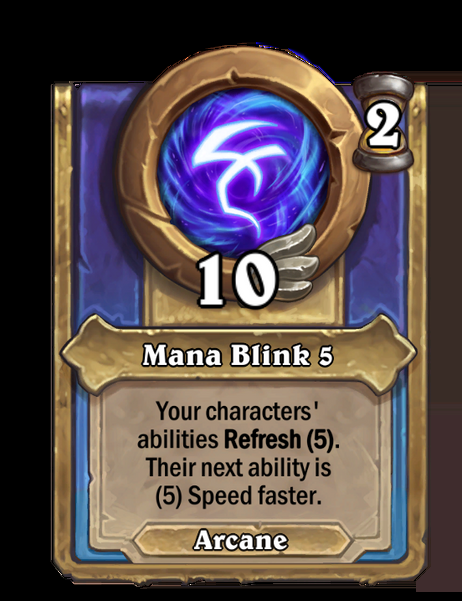 2
10
Mana Blink 5
Your characters'
abilities Refresh (5).
Their next ability is
(5) Speed faster.
Arcane